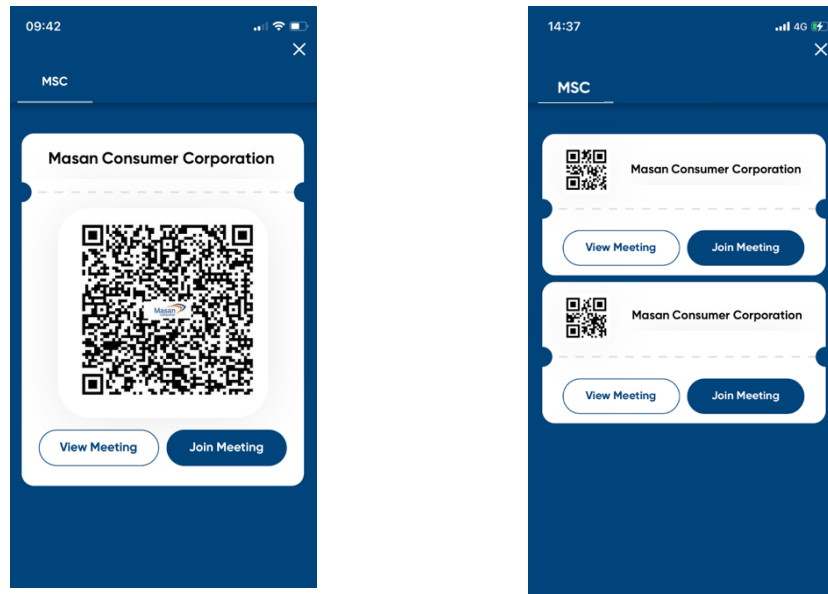 09:42
MSC
Masan Consumer Corporation
Masan
View Meeting
Join Meeting
14:37
4G
MSC
Masan Consumer Corporation
View Meeting
Join Meeting
Masan Consumer Corporation
View Meeting
Join Meeting